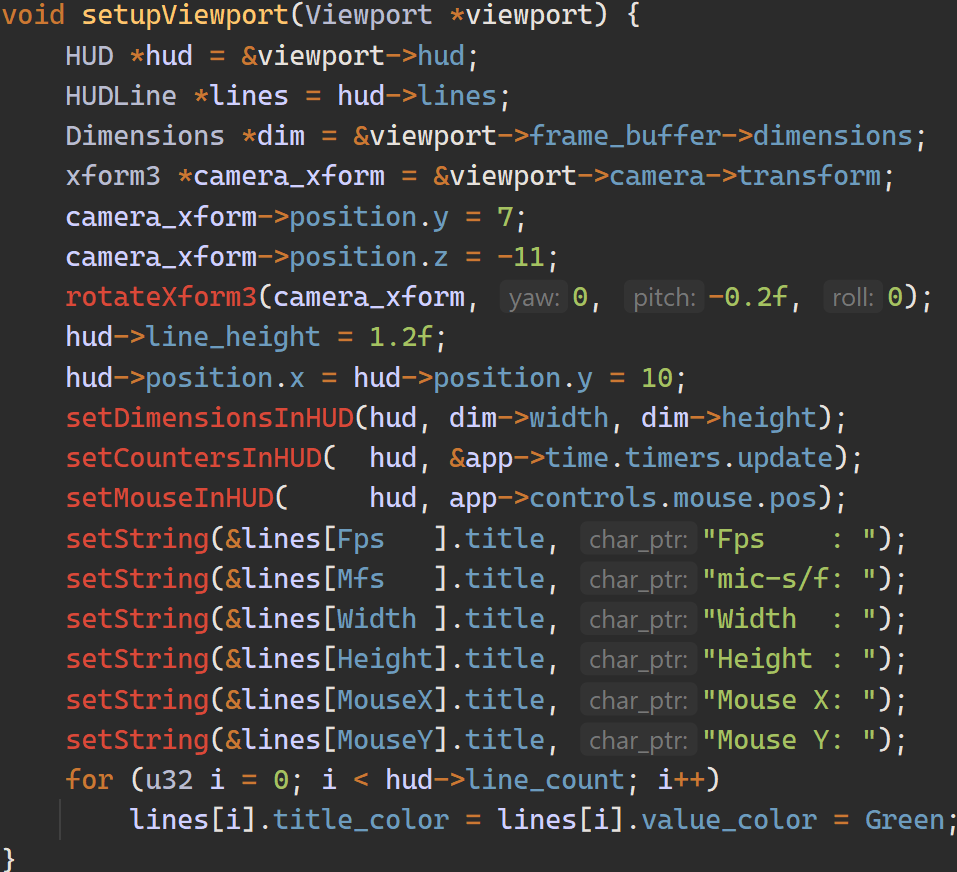 void setupViewport(Viewport *viewport) {
    HUD *hud = &viewport->hud;
    HUDLine *lines = hud->lines;
    Dimensions *dim = &viewport->frame_buffer->dimensions;
    xform3 *camera_xform = &viewport->camera->transform;
    camera_xform->position.y = 7;
    camera_xform->position.z = -11;
    rotateXform3(camera_xform, yaw: 0, pitch: -0.2f, roll: 0);
    hud->line_height = 1.2f;
    hud->position.x = hud->position.y = 10;
    setDimensionsInHUD(hud, dim->width, dim->height);
    setCountersInHUD(  hud, &app->time.timers.update);
    setMouseInHUD(     hud, app->controls.mouse.pos);
    setString(&lines[Fps   ].title, char_ptr: "Fps    : ");
    setString(&lines[Mfs   ].title, char_ptr: "mic-s/f: ");
    setString(&lines[Width ].title, char_ptr: "Width  : ");
    setString(&lines[Height].title, char_ptr: "Height : ");
    setString(&lines[MouseX].title, char_ptr: "Mouse X: ");
    setString(&lines[MouseY].title, char_ptr: "Mouse Y: ");
    for (u32 i = 0; i < hud->line_count; i++)
        lines[i].title_color = lines[i].value_color = Green;
}